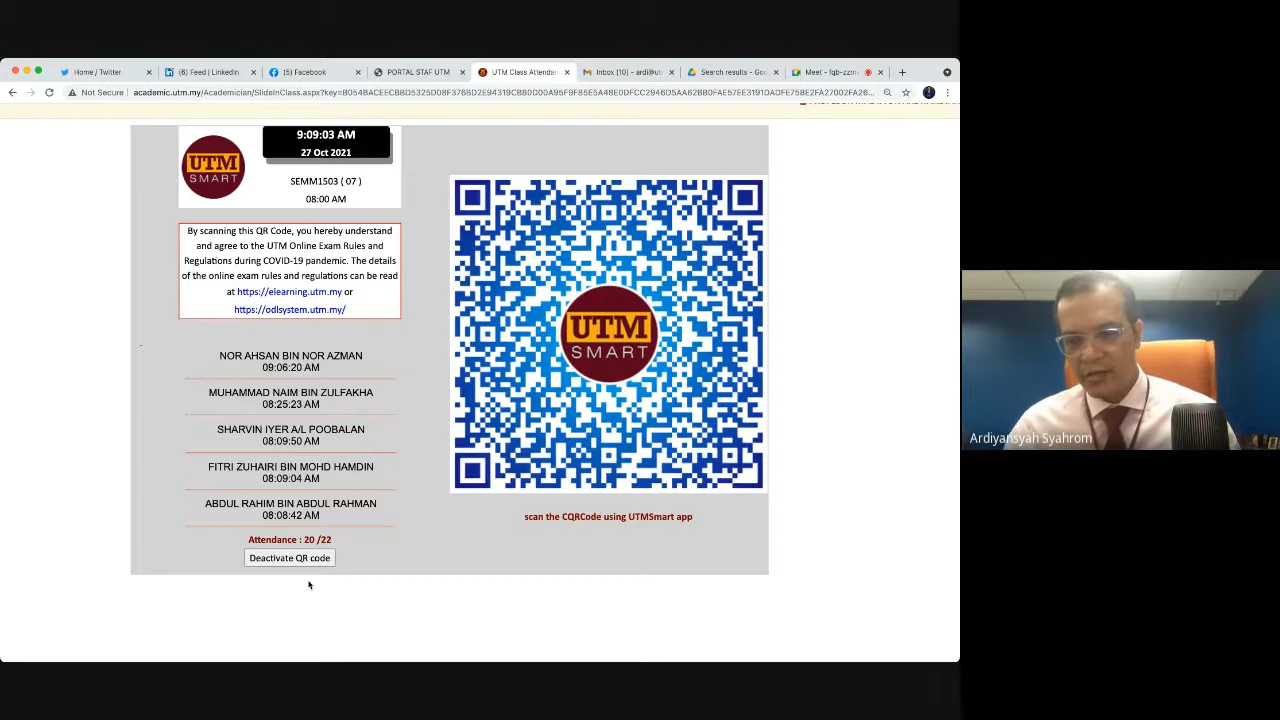 Home / Twitter
(6) Feed | LinkedIn
(5) Facebook
PORTAL STAF UTM
UTM Class Attendan
Inbox (10) - ardi@ut
Search results - Goo
Meet - fqb-zzm
Not Secure
9:09:03 AM
27 Oct 2021
UTM
SMART
SEMM1503 ( 07 )
08:00 AM
By scanning this QR Code, you hereby understand
and agree to the UTM Online Exam Rules and
Regulations during COVID-19 pandemic. The details
of the online exam rules and regulations can be read
at https://elearning.utm.my or
https://odlsystem.utm.my/
NOR AHSAN BIN NOR AZMAN
09:06:20 AM
MUHAMMAD NAIM BIN ZULFAKHA
08:25:23 AM
SHARVIN IYER A/L POOBALAN
08:09:50 AM
FITRI ZUHAIRI BIN MOHD HAMDIN
08:09:04 AM
ABDUL RAHIM BIN ABDUL RAHMAN
08:08:42 AM
Attendance : 20 /22
Deactivate QR code
UTM
SMART
scan the CQRCode using UTMSmart app
Ardiyansyah Syahrom